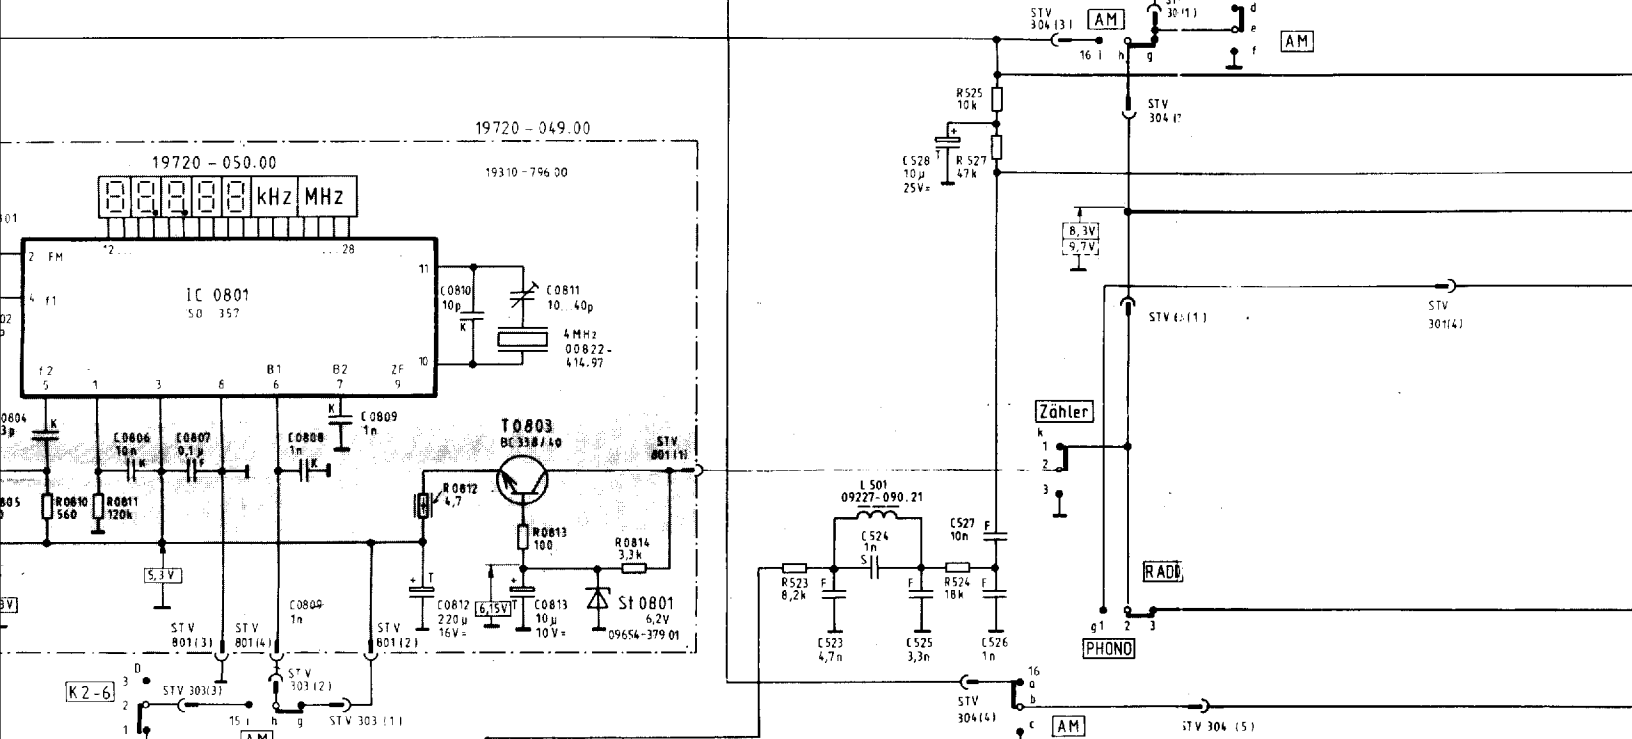 STV
304 (3)
AM
30 (1)
d
e
f
AM
16 i
h
g
STV
304 (
R525
10k
C528
10µ
25V=
+
T
R 527
47k
8,3V
9,7V
19720 - 049.00
19720 - 050.00
19310 - 796 00
kHz
MHz
12...
...28
2 FM
4 f1
IC 0801
SO 357
11
10
C0810
10p
K
C0811
10...40p
4MHz
00822-
414.97
f2
5
1
3
8
B1
6
B2
7
ZF
9
K
C0809
1n
0804
3p
K
C0806
10n
K
C0807
0,1µ
F
C0808
1n
K
R0810
560
R0811
120k
T0803
BC 338/40
STV
801 (1)
R0812
4,7
R0813
100
R0814
3,3k
5,3V
6,15V
+ T
C0812
220µ
16V=
+
T
C0813
10µ
10V=
St 0801
6,2V
09654-379 01
C0809
1n
STV
801 (3)
STV
801 (4)
STV
801 (2)
STV
303 (2)
STV 303(3)
STV 303 (1)
K2-6
D
3
2
1
15 i
h
g
AM
STV
301(4)
Zähler
k
1
2
3
L501
09227-090.21
C524
1n
S
C527
10n
F
R523
8,2k
F
C523
4,7n
F
C525
3,3n
R524
18k
F
C526
1n
RADI
g1
2
3
PHONO
16
a
b
c
STV
304(4)
AM
STV 304 (5)